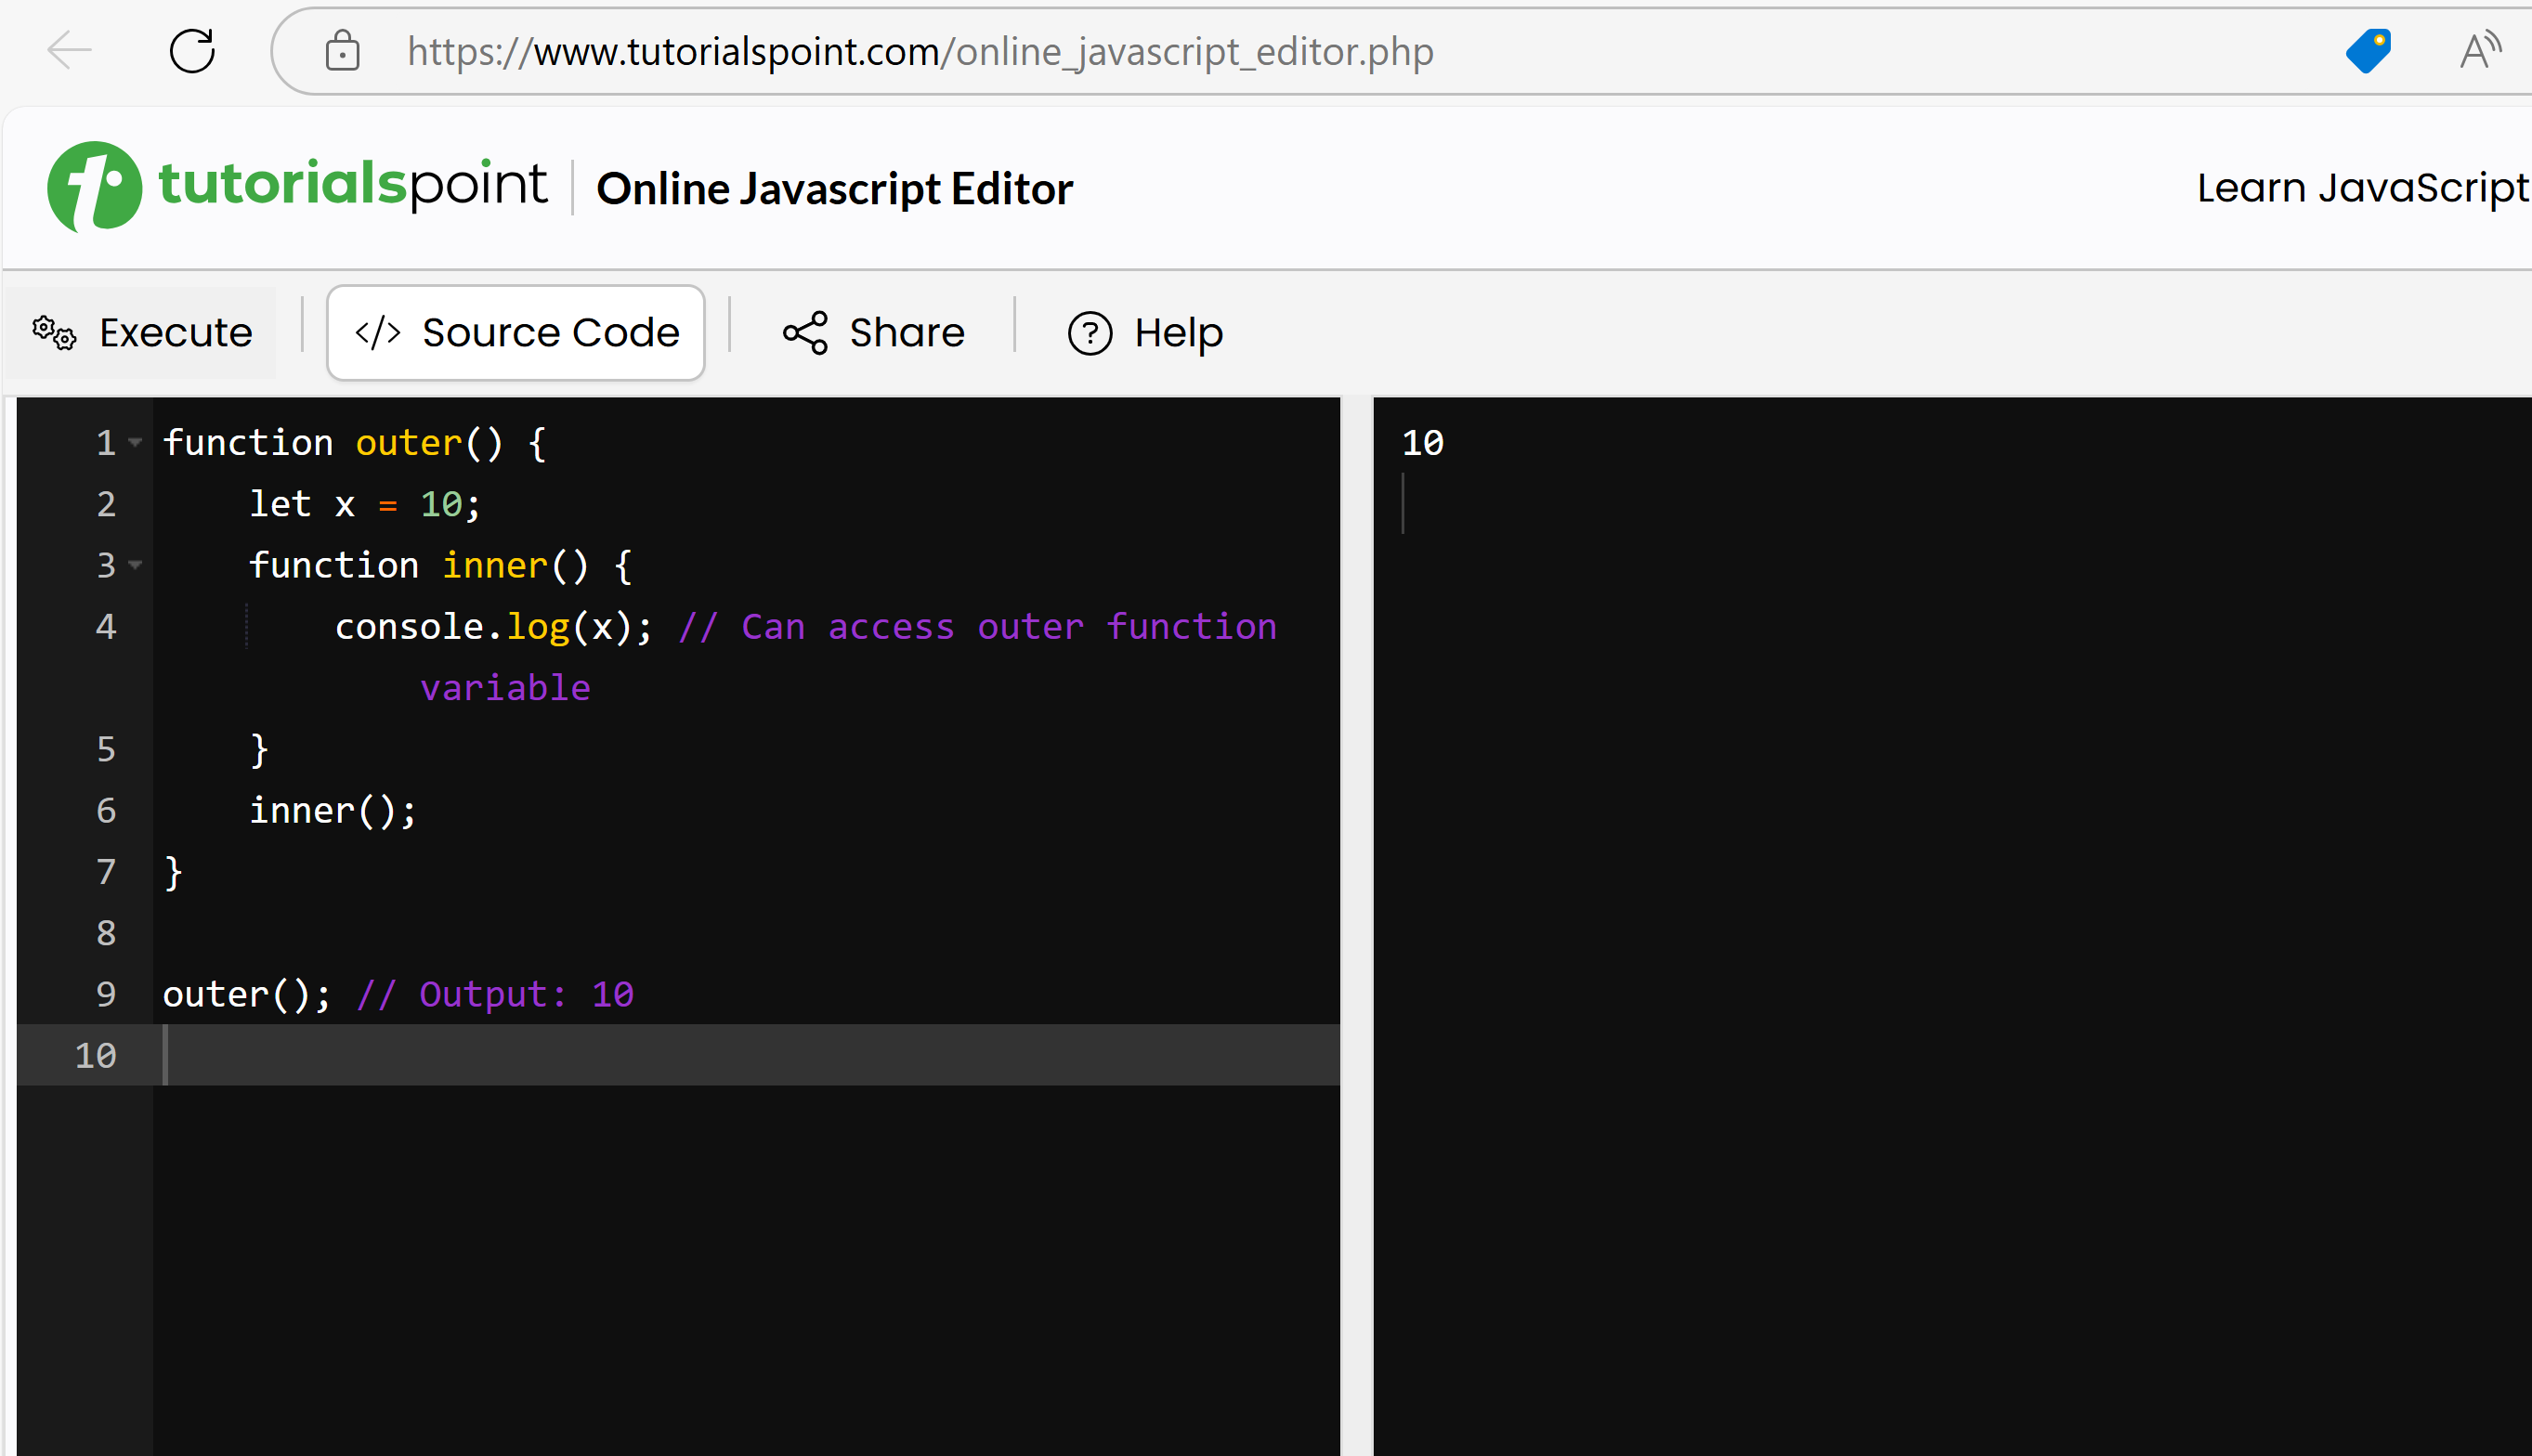 https://www.tutorialspoint.com/online_javascript_editor.php
tutorialspoint Online Javascript Editor Learn JavaScript
Execute </> Source Code Share Help
1 function outer() {
2     let x = 10;
3     function inner() {
4         console.log(x); // Can access outer function
            variable
5     }
6     inner();
7 }
8
9 outer(); // Output: 10
10
10